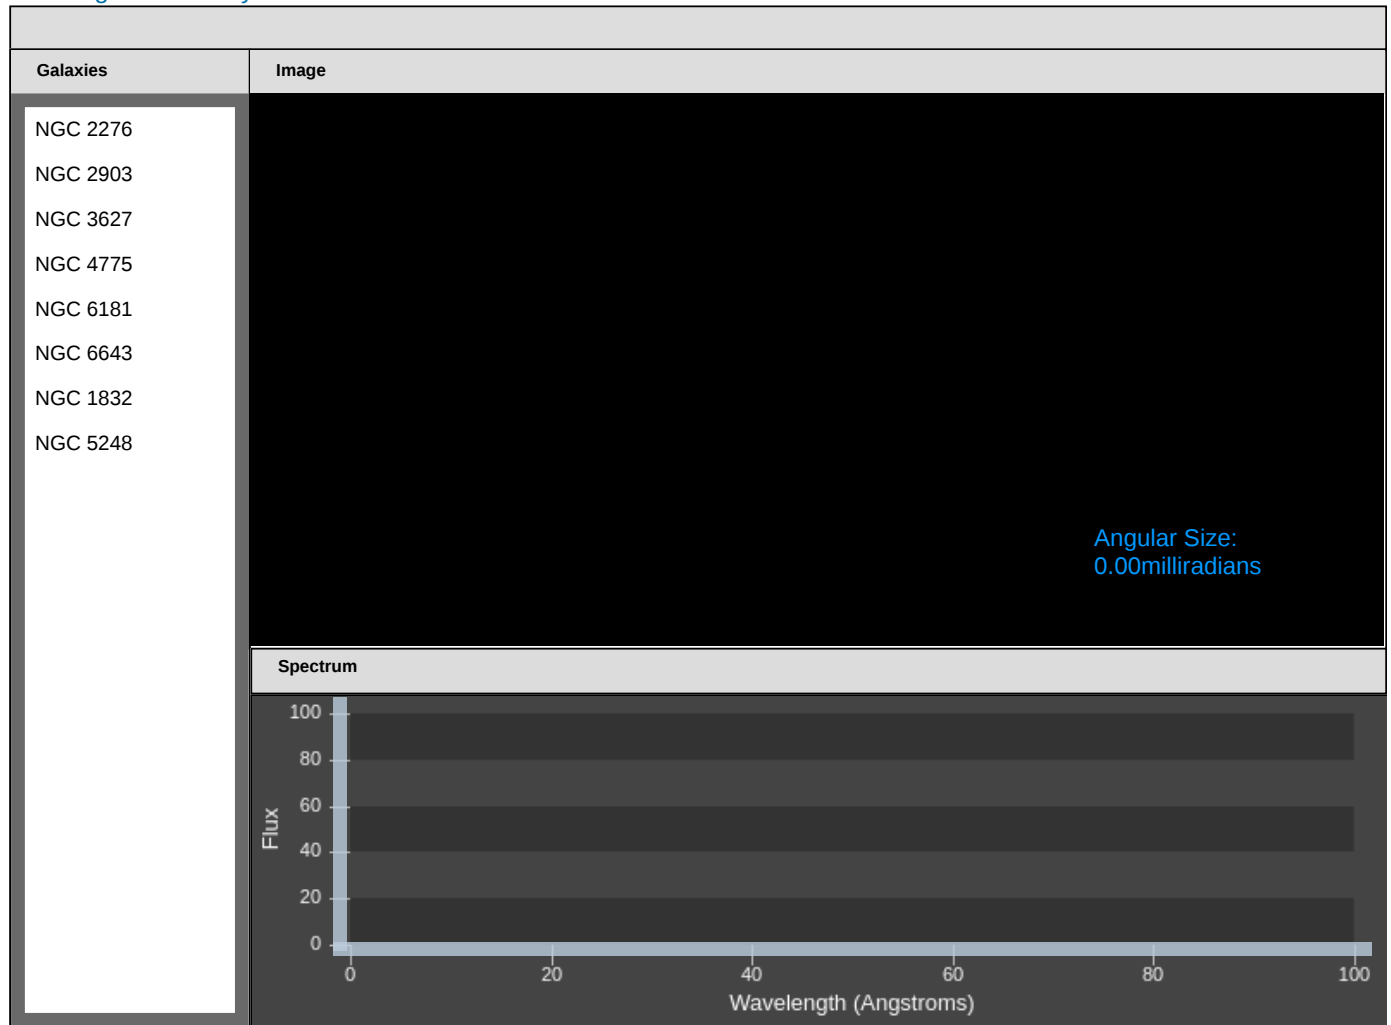 Galaxies
Image
NGC 2276
NGC 2903
NGC 3627
NGC 4775
NGC 6181
NGC 6643
NGC 1832
NGC 5248
Angular Size:
0.00milliradians
Spectrum
100
80
60
40
20
0
Flux
0 20 40 60 80 100
Wavelength (Angstroms)